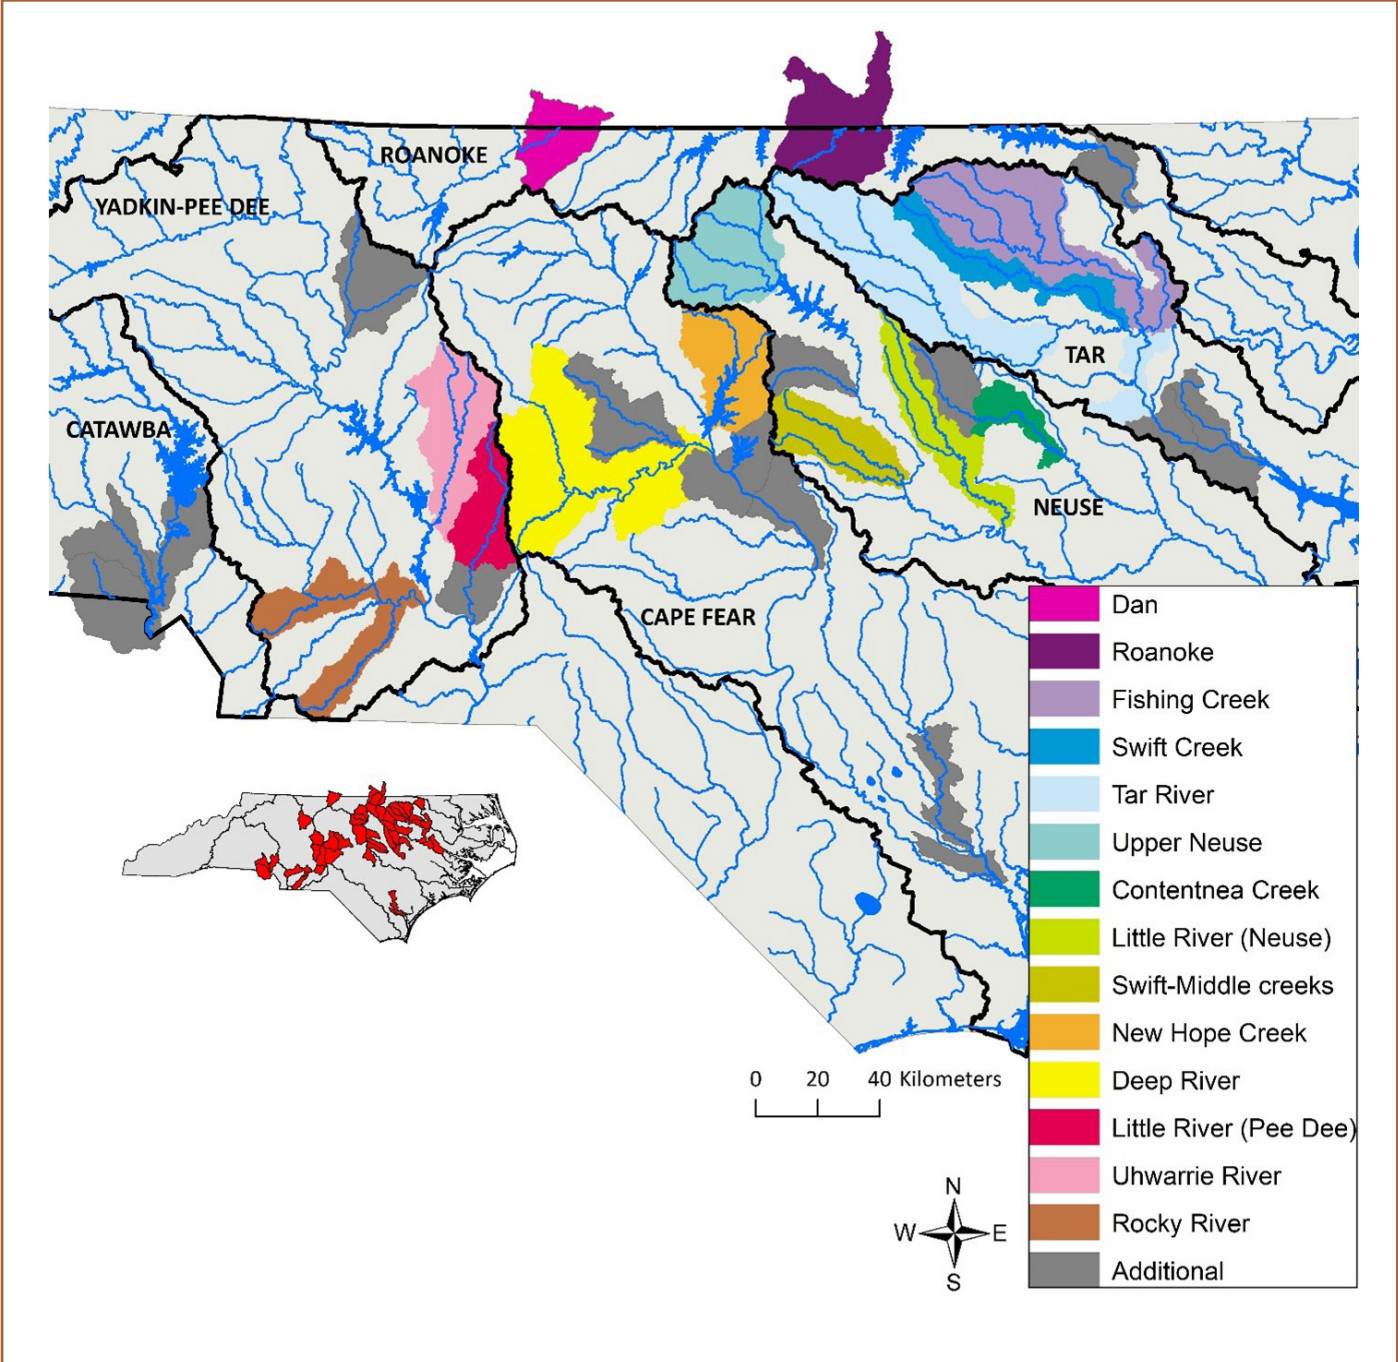 ROANOKE
YADKIN-PEE DEE
TAR
CATAWBA
NEUSE
CAPE FEAR
Dan
Roanoke
Fishing Creek
Swift Creek
Tar River
Upper Neuse
Contentnea Creek
Little River (Neuse)
Swift-Middle creeks
New Hope Creek
Deep River
Little River (Pee Dee)
Uhwarrie River
Rocky River
Additional
0 20 40 Kilometers
N
W E
S